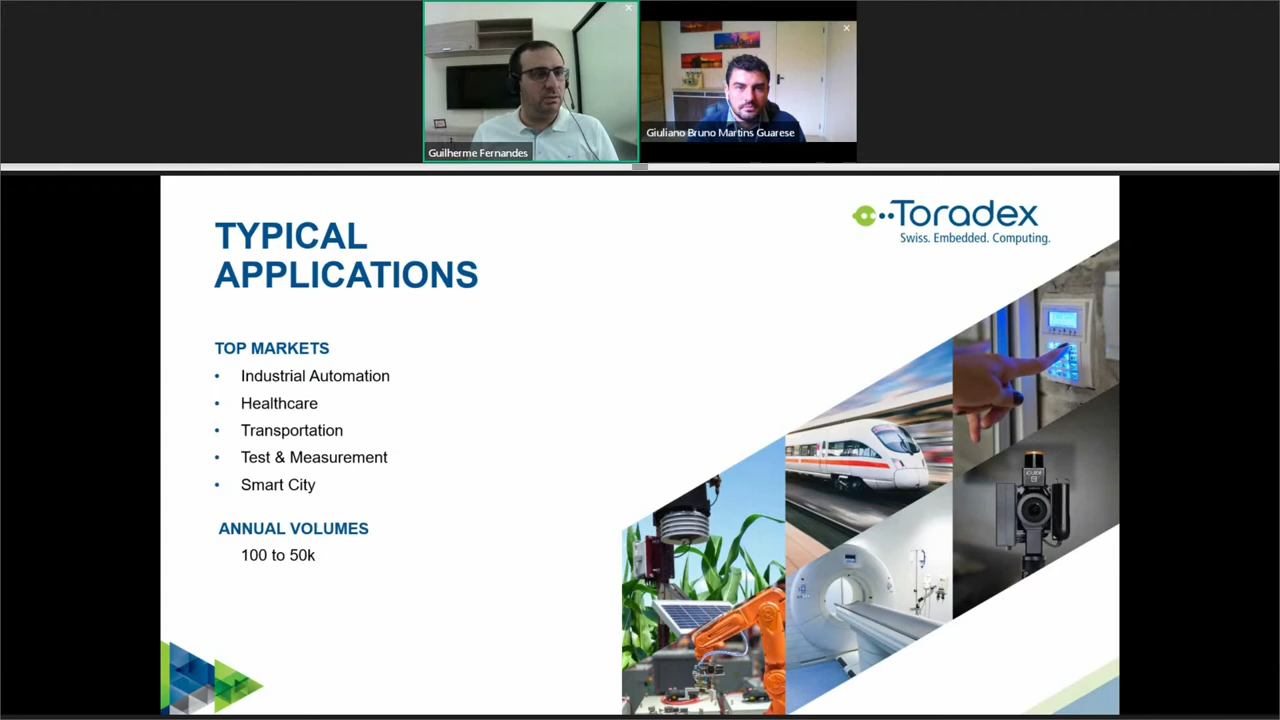 Guilherme Fernandes
Giuliano Bruno Martins Guarese
Toradex
Swiss. Embedded. Computing.
TYPICAL
APPLICATIONS
TOP MARKETS
• Industrial Automation
• Healthcare
• Transportation
• Test & Measurement
• Smart City
ANNUAL VOLUMES
100 to 50k